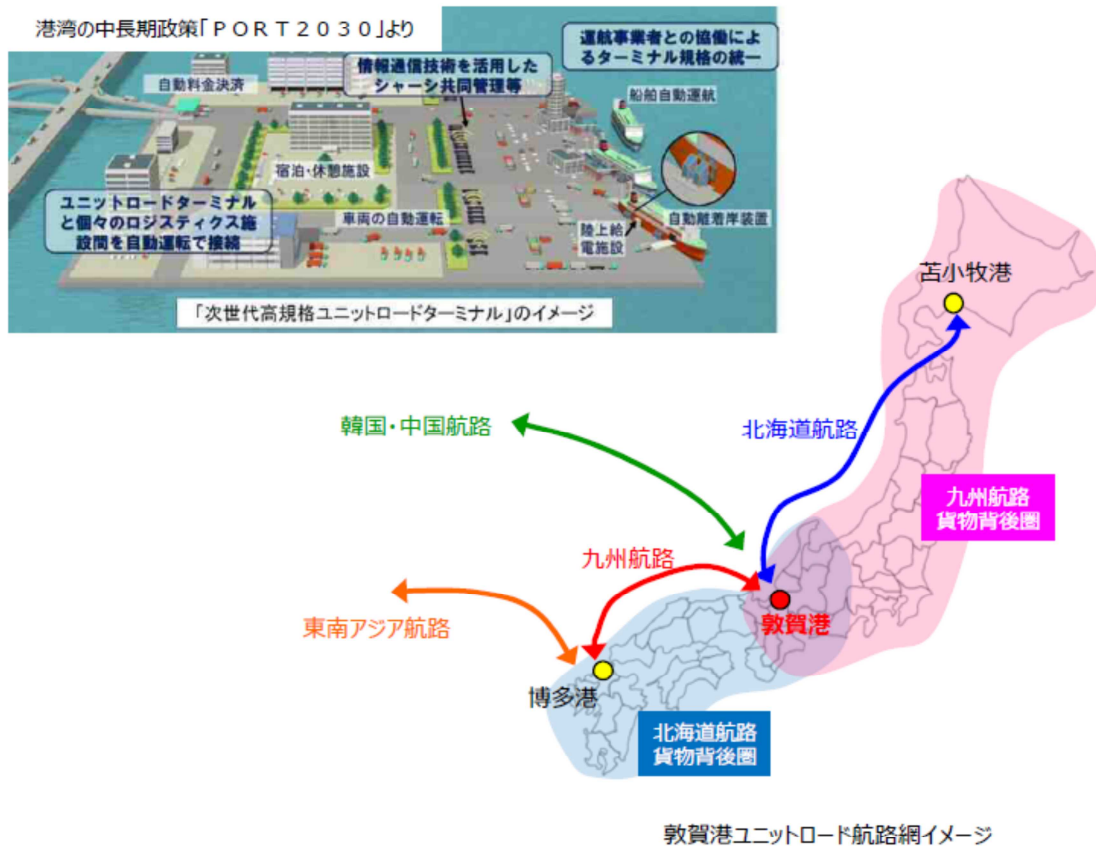 港湾の中長期政策「PORT2030」より
運航事業者との協働によ
るターミナル規格の統一
情報通信技術を活用した
シャーシ共同管理等
自動料金決済
船舶自動運航
宿泊・休憩施設
ユニットロードターミナル
と個々のロジスティクス施
設間を自動運転で接続
車両の自動運転
陸上給
電施設
自動離着岸装置
「次世代高規格ユニットロードターミナル」のイメージ
苫小牧港
韓国・中国航路
北海道航路
九州航路
貨物背後圏
九州航路
東南アジア航路
敦賀港
博多港
北海道航路
貨物背後圏
敦賀港ユニットロード航路網イメージ